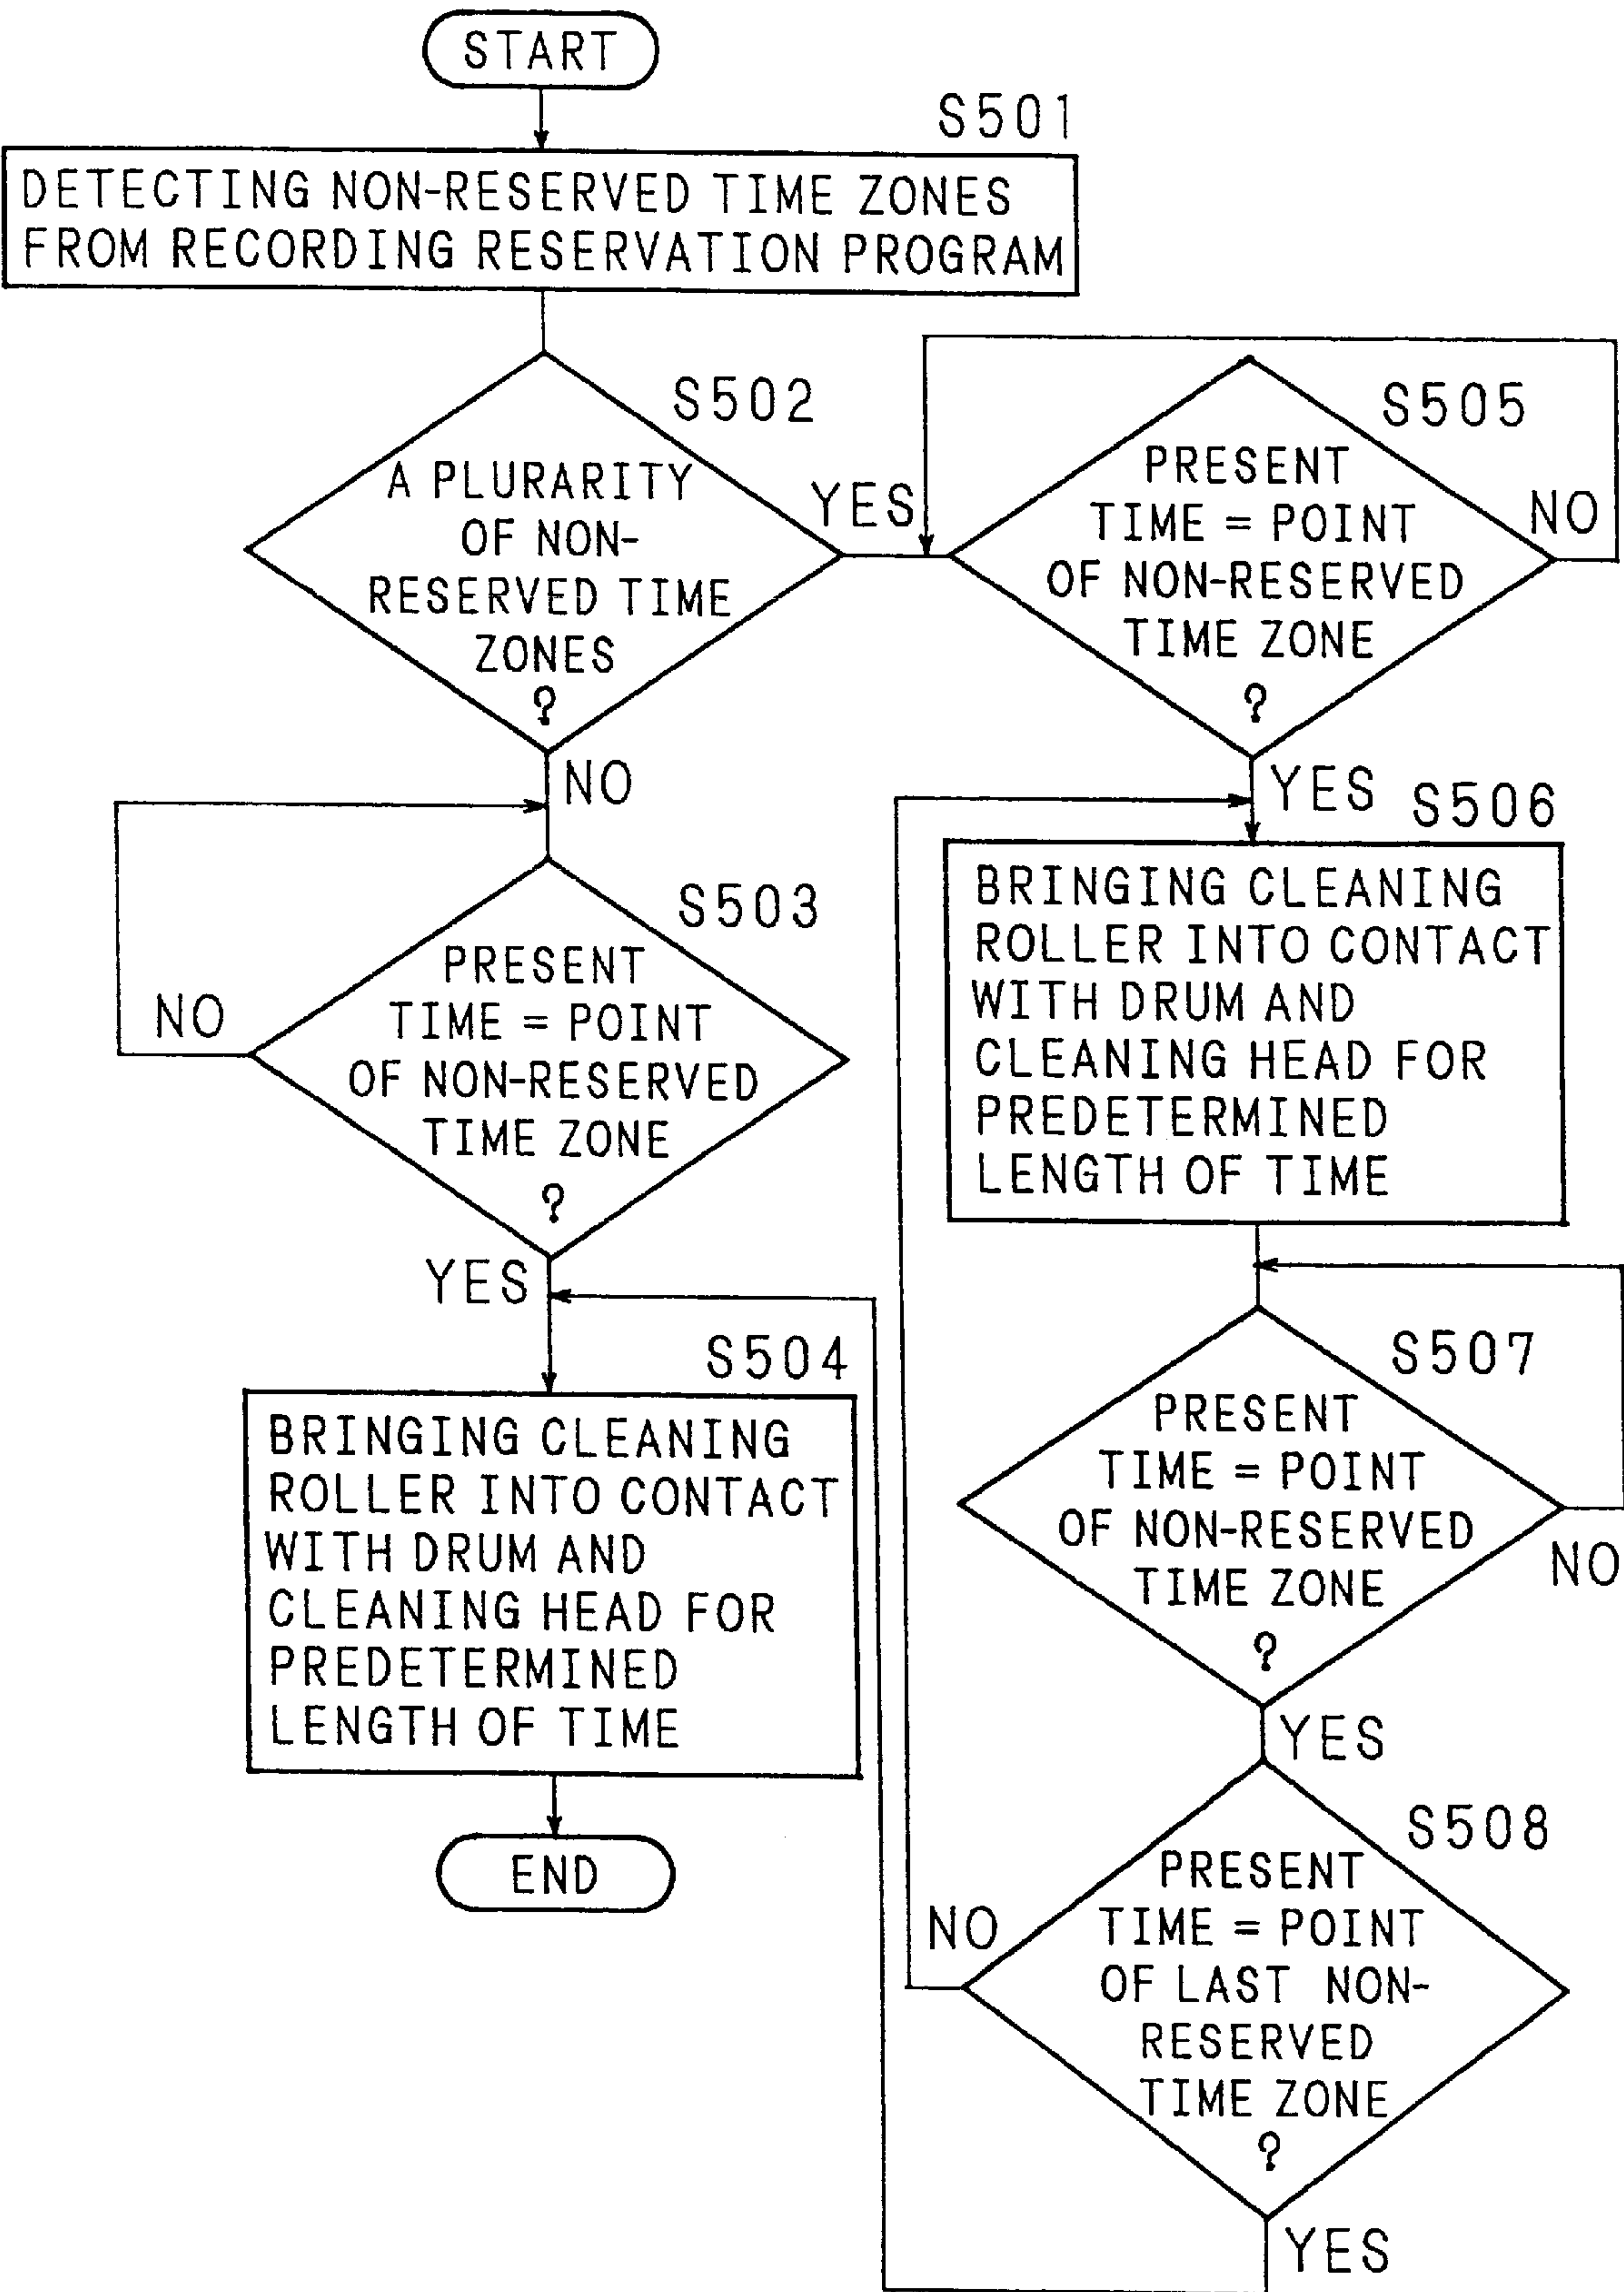 START
S501
DETECTING NON-RESERVED TIME ZONES
FROM RECORDING RESERVATION PROGRAM
S502
A PLURARITY
OF NON-
RESERVED TIME
ZONES
?
YES
NO
S505
PRESENT
TIME = POINT
OF NON-RESERVED
TIME ZONE
?
NO
YES
S503
PRESENT
TIME = POINT
OF NON-RESERVED
TIME ZONE
?
NO
YES
S504
BRINGING CLEANING
ROLLER INTO CONTACT
WITH DRUM AND
CLEANING HEAD FOR
PREDETERMINED
LENGTH OF TIME
END
S506
BRINGING CLEANING
ROLLER INTO CONTACT
WITH DRUM AND
CLEANING HEAD FOR
PREDETERMINED
LENGTH OF TIME
S507
PRESENT
TIME = POINT
OF NON-RESERVED
TIME ZONE
?
NO
YES
S508
PRESENT
TIME = POINT
OF LAST NON-
RESERVED
TIME ZONE
?
NO
YES